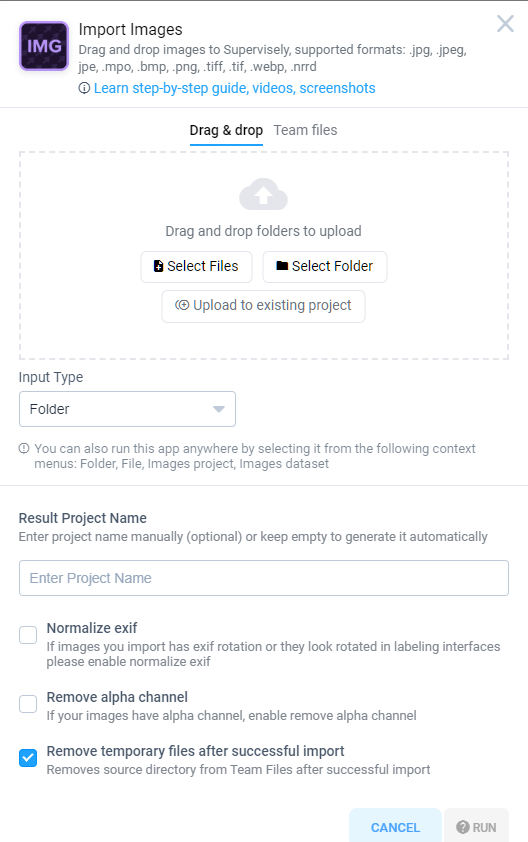 IMG
Import Images
Drag and drop images to Supervisely, supported formats: .jpg, .jpeg,
jpe, .mpo, .bmp, .png, .tiff, .tif, .webp, .nrrd
Learn step-by-step guide, videos, screenshots
Drag & drop Team files
Drag and drop folders to upload
Select Files Select Folder
Upload to existing project
Input Type
Folder
You can also run this app anywhere by selecting it from the following context
menus: Folder, File, Images project, Images dataset
Result Project Name
Enter project name manually (optional) or keep empty to generate it automatically
Enter Project Name
Normalize exif
If images you import has exif rotation or they look rotated in labeling interfaces
please enable normalize exif
Remove alpha channel
If your images have alpha channel, enable remove alpha channel
Remove temporary files after successful import
Removes source directory from Team Files after successful import
CANCEL RUN